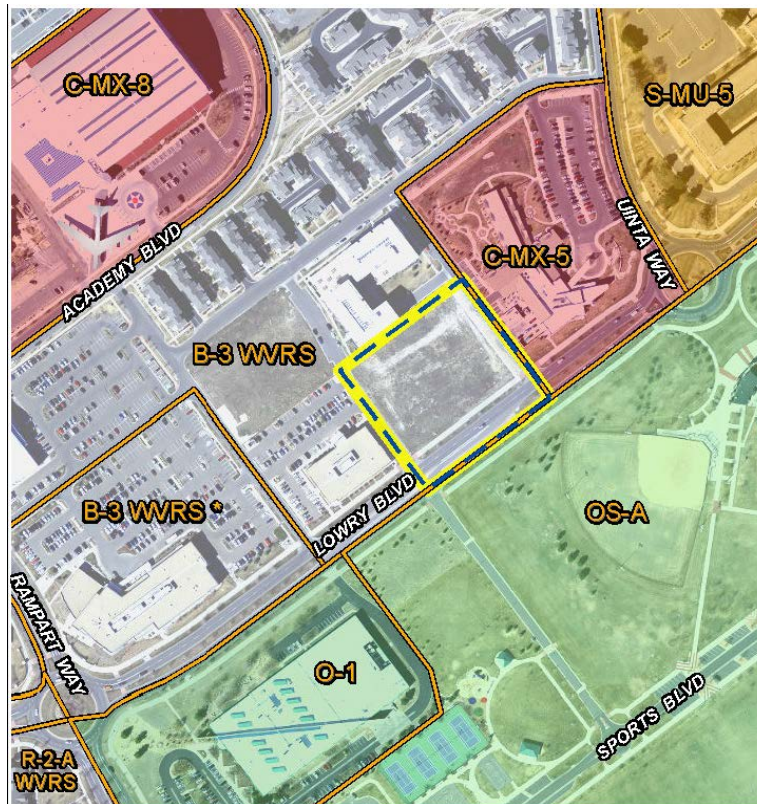 C-MX-8
S-MU-5
UINTA WAY
C-MX-5
ACADEMY BLVD
B-3 WVRS
B-3 WVRS *
LOWRY BLVD
OS-A
RAMPART WAY
O-1
SPORTS BLVD
R-2-A
WVRS